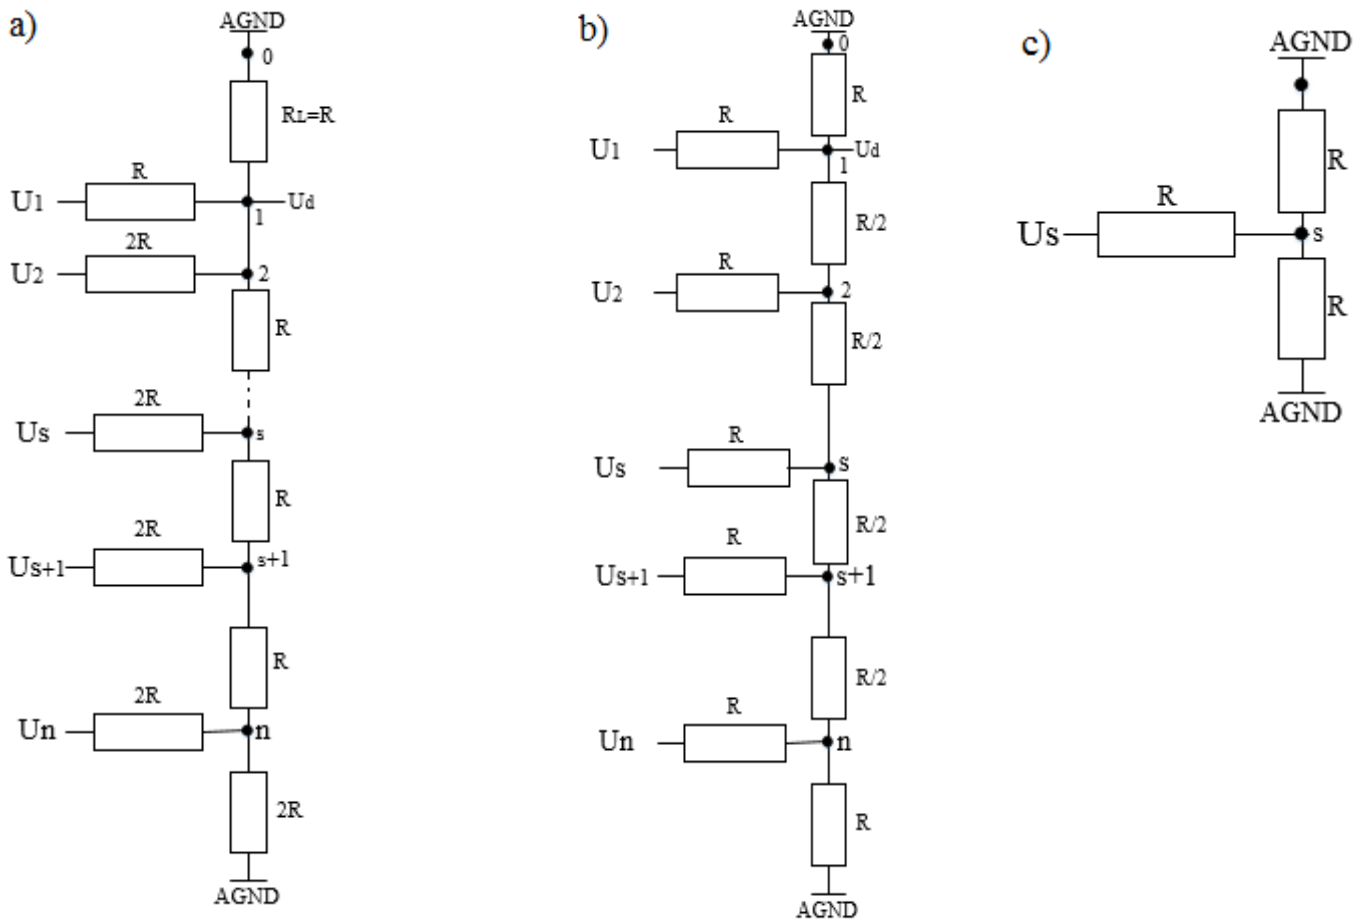 a)
AGND
0
RL=R
R
U1
1
Ud
2R
U2
2
R
2R
Us
s
R
2R
Us+1
s+1
R
2R
Un
n
2R
AGND
b)
AGND
0
R
R
U1
Ud
1
R/2
R
U2
2
R/2
R
Us
s
R/2
R
Us+1
s+1
R/2
R
Un
n
R
AGND
c)
AGND
R
R
Us
s
R
AGND